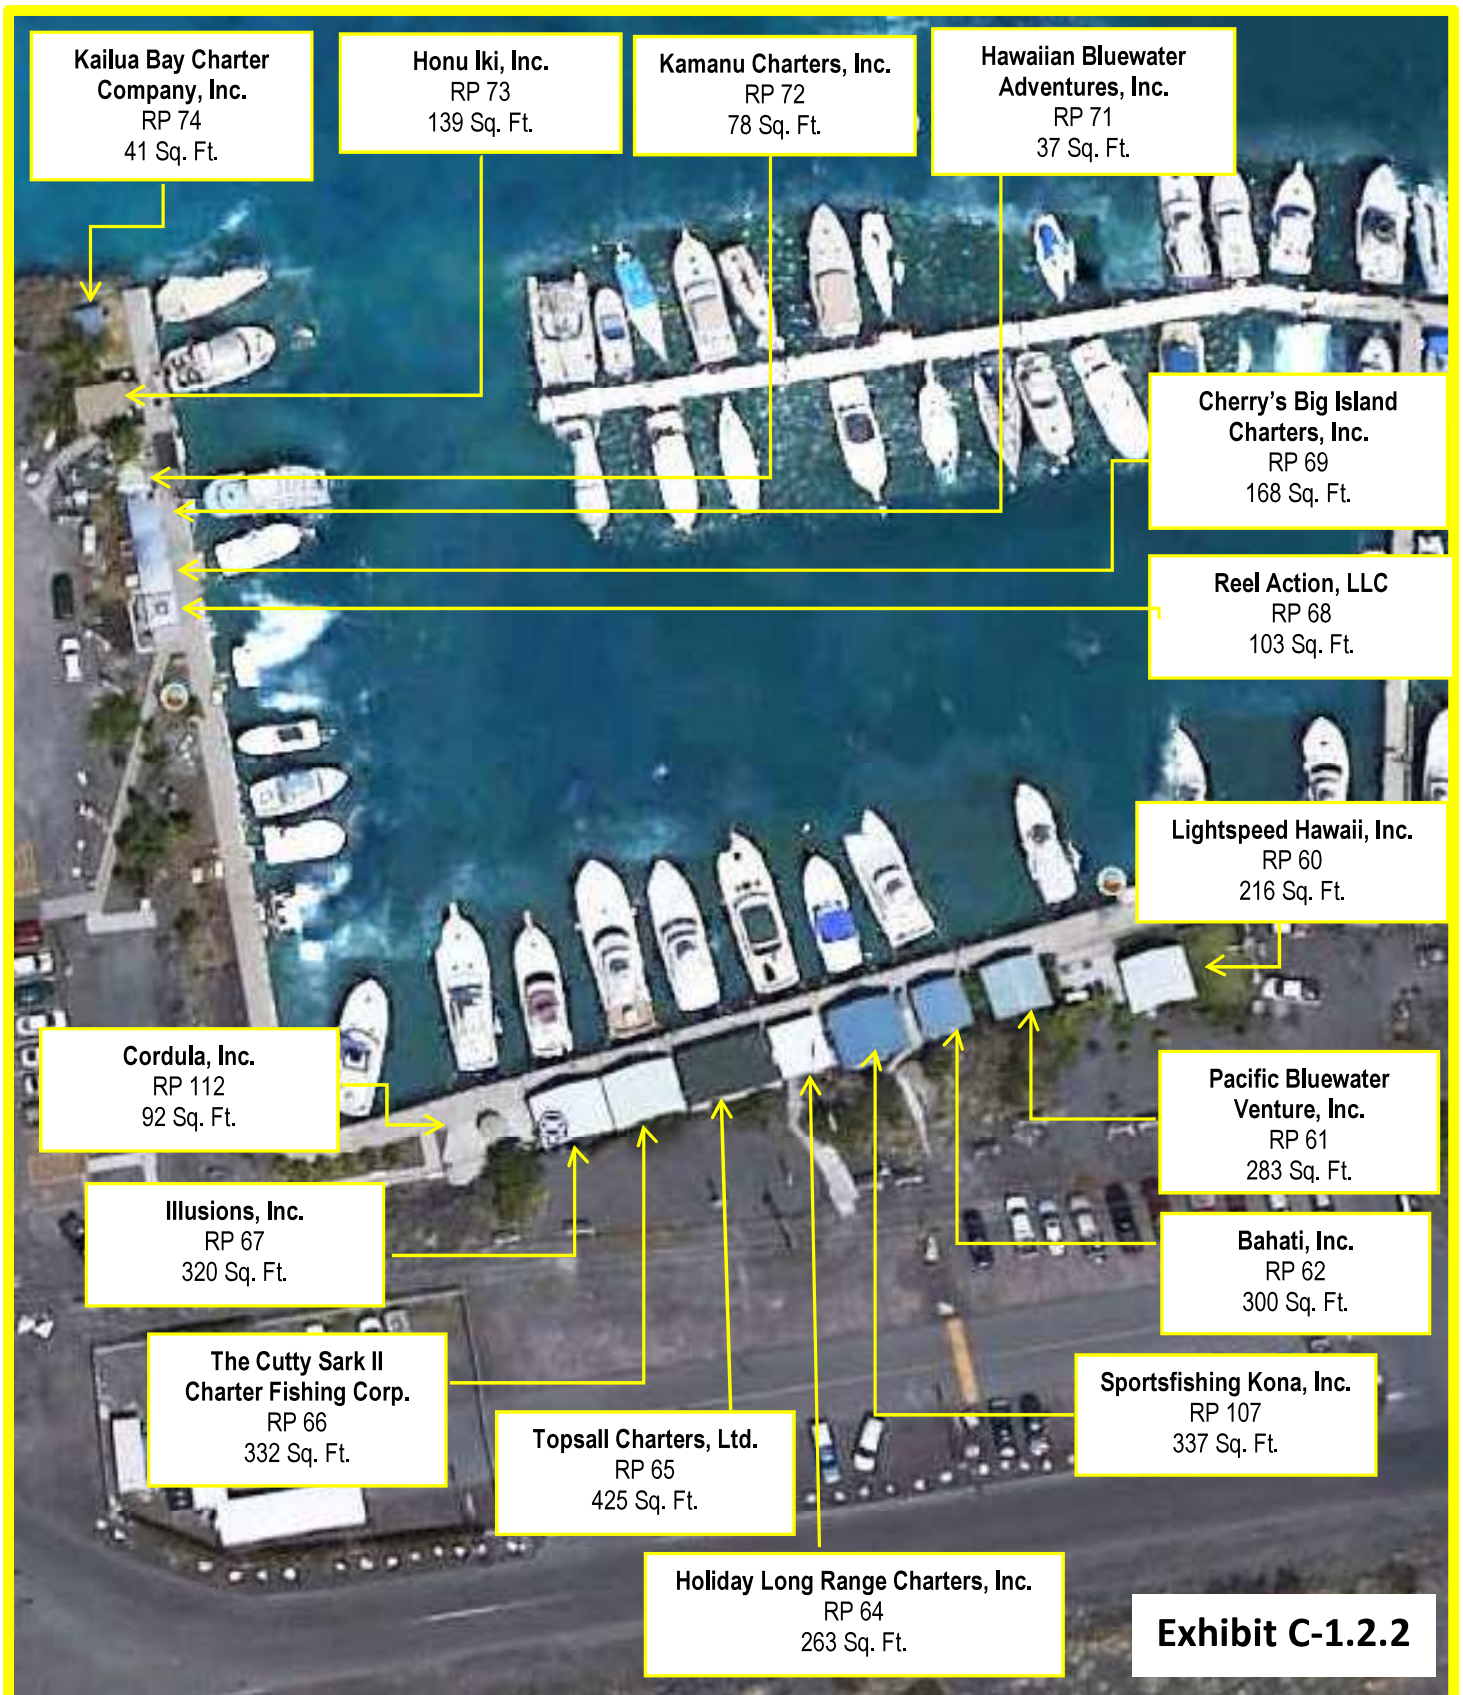 Kailua Bay Charter
Company, Inc.
RP 74
41 Sq. Ft.
Honu Iki, Inc.
RP 73
139 Sq. Ft.
Kamanu Charters, Inc.
RP 72
78 Sq. Ft.
Hawaiian Bluewater
Adventures, Inc.
RP 71
37 Sq. Ft.
Cherry’s Big Island
Charters, Inc.
RP 69
168 Sq. Ft.
Reel Action, LLC
RP 68
103 Sq. Ft.
Lightspeed Hawaii, Inc.
RP 60
216 Sq. Ft.
Cordula, Inc.
RP 112
92 Sq. Ft.
Pacific Bluewater
Venture, Inc.
RP 61
283 Sq. Ft.
Illusions, Inc.
RP 67
320 Sq. Ft.
Bahati, Inc.
RP 62
300 Sq. Ft.
The Cutty Sark II
Charter Fishing Corp.
RP 66
332 Sq. Ft.
Sportsfishing Kona, Inc.
RP 107
337 Sq. Ft.
Topsall Charters, Ltd.
RP 65
425 Sq. Ft.
Holiday Long Range Charters, Inc.
RP 64
263 Sq. Ft.
Exhibit C-1.2.2